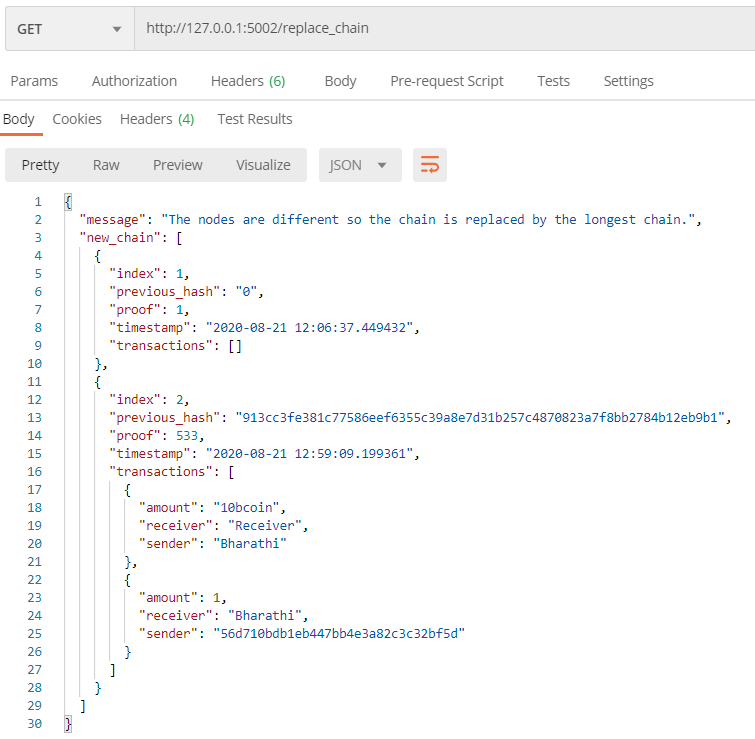 GET http://127.0.0.1:5002/replace_chain
Params Authorization Headers (6) Body Pre-request Script Tests Settings
Body Cookies Headers (4) Test Results
Pretty Raw Preview Visualize JSON
1 {
2 "message": "The nodes are different so the chain is replaced by the longest chain.",
3 "new_chain": [
4 {
5 "index": 1,
6 "previous_hash": "0",
7 "proof": 1,
8 "timestamp": "2020-08-21 12:06:37.449432",
9 "transactions": []
10 },
11 {
12 "index": 2,
13 "previous_hash": "913cc3fe381c77586eef6355c39a8e7d31b257c4870823a7f8bb2784b12eb9b1",
14 "proof": 533,
15 "timestamp": "2020-08-21 12:59:09.199361",
16 "transactions": [
17 {
18 "amount": "10bcoin",
19 "receiver": "Receiver",
20 "sender": "Bharathi"
21 },
22 {
23 "amount": 1,
24 "receiver": "Bharathi",
25 "sender": "56d710bdb1eb447bb4e3a82c3c32bf5d"
26 }
27 ]
28 }
29 ]
30 }